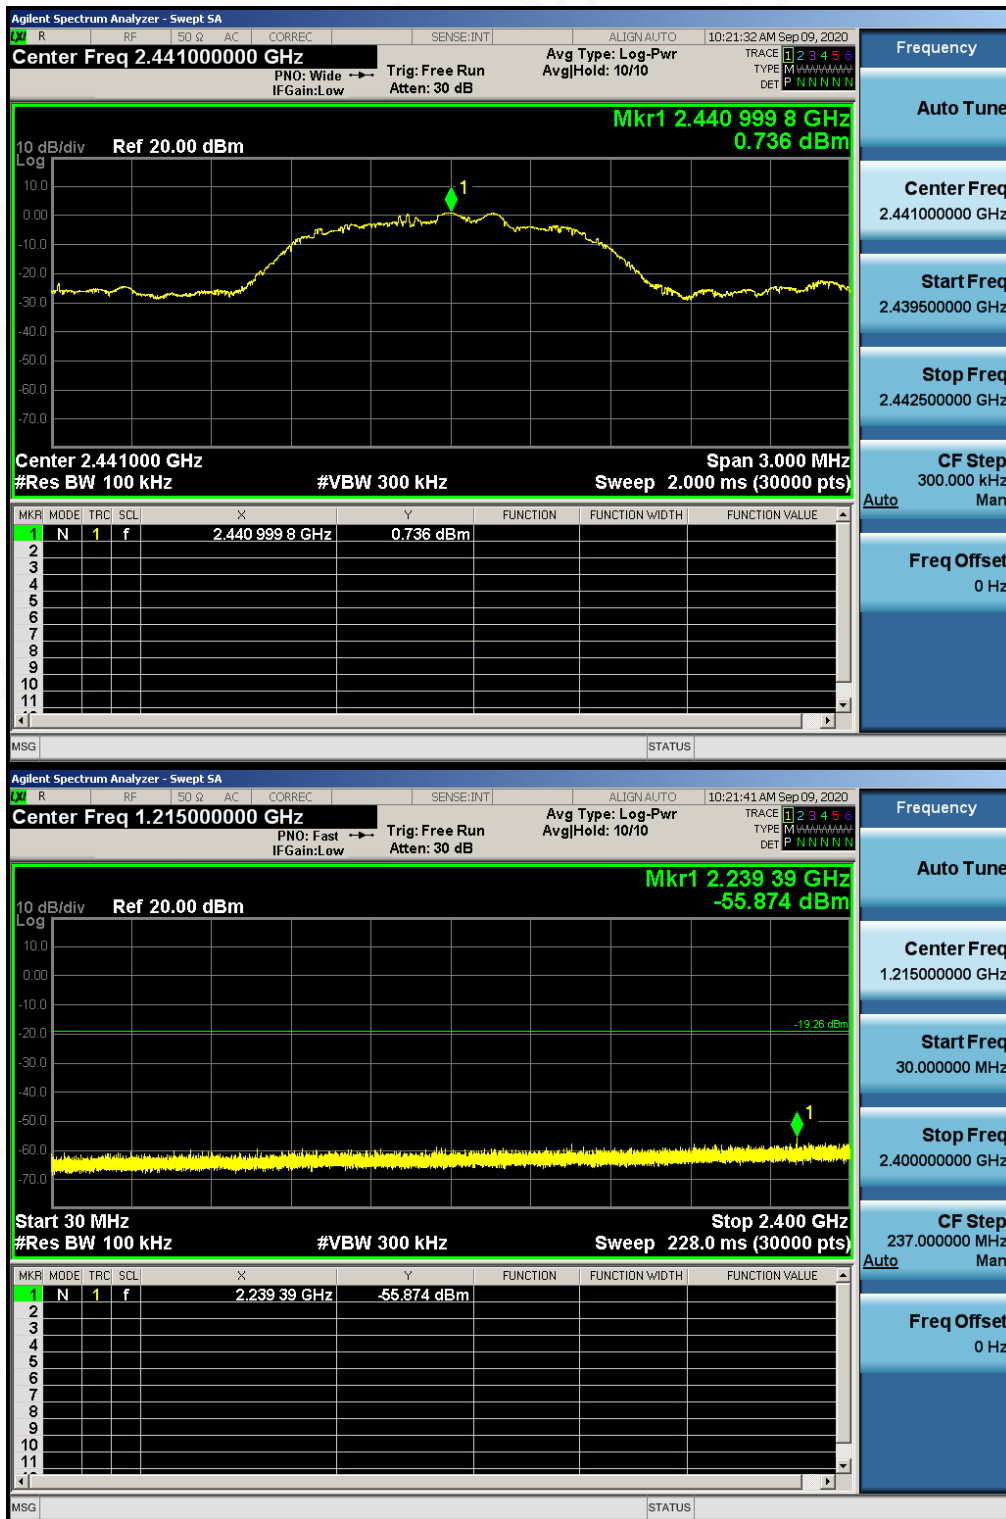 Agilent Spectrum Analyzer - Swept SA
LXI R RF 50 Ω AC CORREC SENSE:INT ALIGN AUTO 10:21:32 AM Sep 09, 2020
Center Freq 2.441000000 GHz
PNO: Wide
IFGain:Low
Trig: Free Run
Atten: 30 dB
Avg Type: Log-Pwr
Avg|Hold: 10/10
TRACE 1 2 3 4 5 6
TYPE M WWWWW
DET P N N N N N
Mkr1 2.440 999 8 GHz
0.736 dBm
10 dB/div Ref 20.00 dBm
Log
10.0
0.00
-10.0
-20.0
-30.0
-40.0
-50.0
-60.0
-70.0
1
Center 2.441000 GHz Span 3.000 MHz
#Res BW 100 kHz #VBW 300 kHz Sweep 2.000 ms (30000 pts)
MKR MODE TRC SCL X Y FUNCTION FUNCTION WIDTH FUNCTION VALUE
1 N 1 f 2.440 999 8 GHz 0.736 dBm
2
3
4
5
6
7
8
9
10
11
MSG STATUS
Frequency
Auto Tune
Center Freq
2.441000000 GHz
Start Freq
2.439500000 GHz
Stop Freq
2.442500000 GHz
CF Step
300.000 kHz
Auto Man
Freq Offset
0 Hz
Agilent Spectrum Analyzer - Swept SA
LXI R RF 50 Ω AC CORREC SENSE:INT ALIGN AUTO 10:21:41 AM Sep 09, 2020
Center Freq 1.215000000 GHz
PNO: Fast
IFGain:Low
Trig: Free Run
Atten: 30 dB
Avg Type: Log-Pwr
Avg|Hold: 10/10
TRACE 1 2 3 4 5 6
TYPE M WWWWW
DET P N N N N N
Mkr1 2.239 39 GHz
-55.874 dBm
10 dB/div Ref 20.00 dBm
Log
10.0
0.00
-10.0
-20.0
-30.0
-40.0
-50.0
-60.0
-70.0
-19.26 dBm
1
Start 30 MHz Stop 2.400 GHz
#Res BW 100 kHz #VBW 300 kHz Sweep 228.0 ms (30000 pts)
MKR MODE TRC SCL X Y FUNCTION FUNCTION WIDTH FUNCTION VALUE
1 N 1 f 2.239 39 GHz -55.874 dBm
2
3
4
5
6
7
8
9
10
11
MSG STATUS
Frequency
Auto Tune
Center Freq
1.215000000 GHz
Start Freq
30.000000 MHz
Stop Freq
2.400000000 GHz
CF Step
237.000000 MHz
Auto Man
Freq Offset
0 Hz